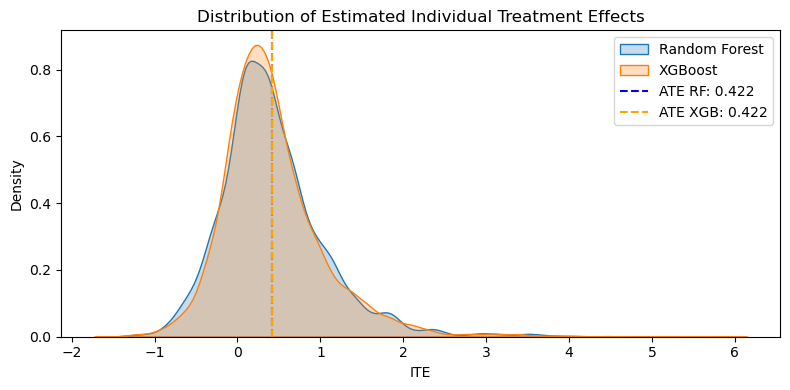 Distribution of Estimated Individual Treatment Effects
Random Forest
XGBoost
ATE RF: 0.422
ATE XGB: 0.422
Density
0.8
0.6
0.4
0.2
0.0
−2 −1 0 1 2 3 4 5 6
ITE